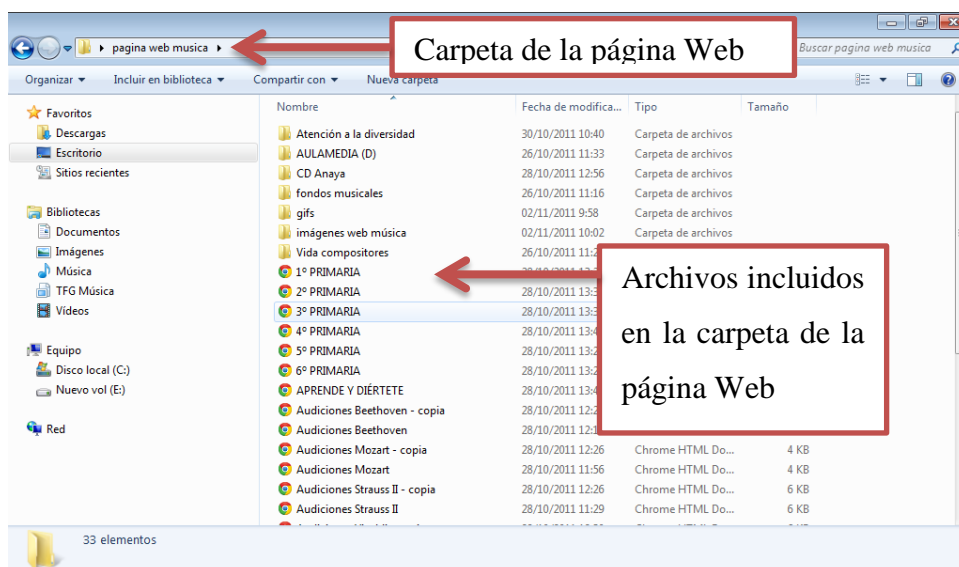 pagina web musica
Carpeta de la página Web
Buscar pagina web musica
Organizar Incluir en biblioteca Compartir con Nueva carpeta
Nombre Fecha de modifica... Tipo Tamaño
Favoritos
Descargas
Escritorio
Sitios recientes
Bibliotecas
Documentos
Imágenes
Música
TFG Música
Vídeos
Equipo
Disco local (C:)
Nuevo vol (E:)
Red
Atención a la diversidad 30/10/2011 10:40 Carpeta de archivos
AULAMEDIA (D) 26/10/2011 11:33 Carpeta de archivos
CD Anaya 28/10/2011 12:56 Carpeta de archivos
fondos musicales 26/10/2011 11:16 Carpeta de archivos
gifs 02/11/2011 9:58 Carpeta de archivos
imágenes web música 02/11/2011 10:02 Carpeta de archivos
Vida compositores 26/10/2011 11:2
1º PRIMARIA
2º PRIMARIA 28/10/2011 13:3
3º PRIMARIA 28/10/2011 13:3
4º PRIMARIA 28/10/2011 13:4
5º PRIMARIA 28/10/2011 13:2
6º PRIMARIA 28/10/2011 13:2
APRENDE Y DIÉRTETE 28/10/2011 13:4
Audiciones Beethoven - copia 28/10/2011 12:2
Audiciones Beethoven 28/10/2011 12:1
Audiciones Mozart - copia 28/10/2011 12:26 Chrome HTML Do... 4 KB
Audiciones Mozart 28/10/2011 11:56 Chrome HTML Do... 4 KB
Audiciones Strauss II - copia 28/10/2011 12:26 Chrome HTML Do... 6 KB
Audiciones Strauss II 28/10/2011 11:29 Chrome HTML Do... 6 KB
Archivos incluidos
en la carpeta de la
página Web
33 elementos